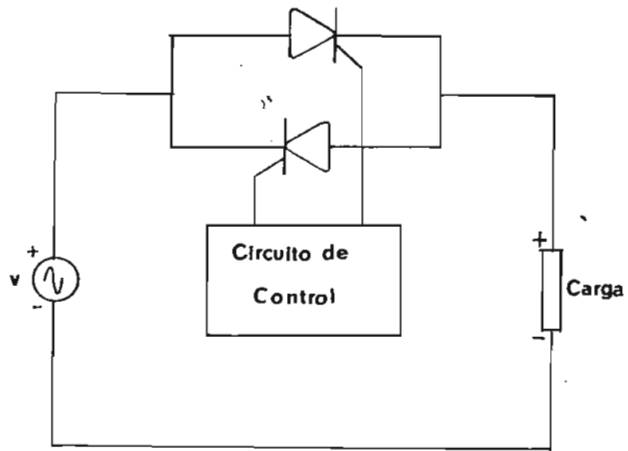 +
v
-
Circuito de
Control
+
Carga
-